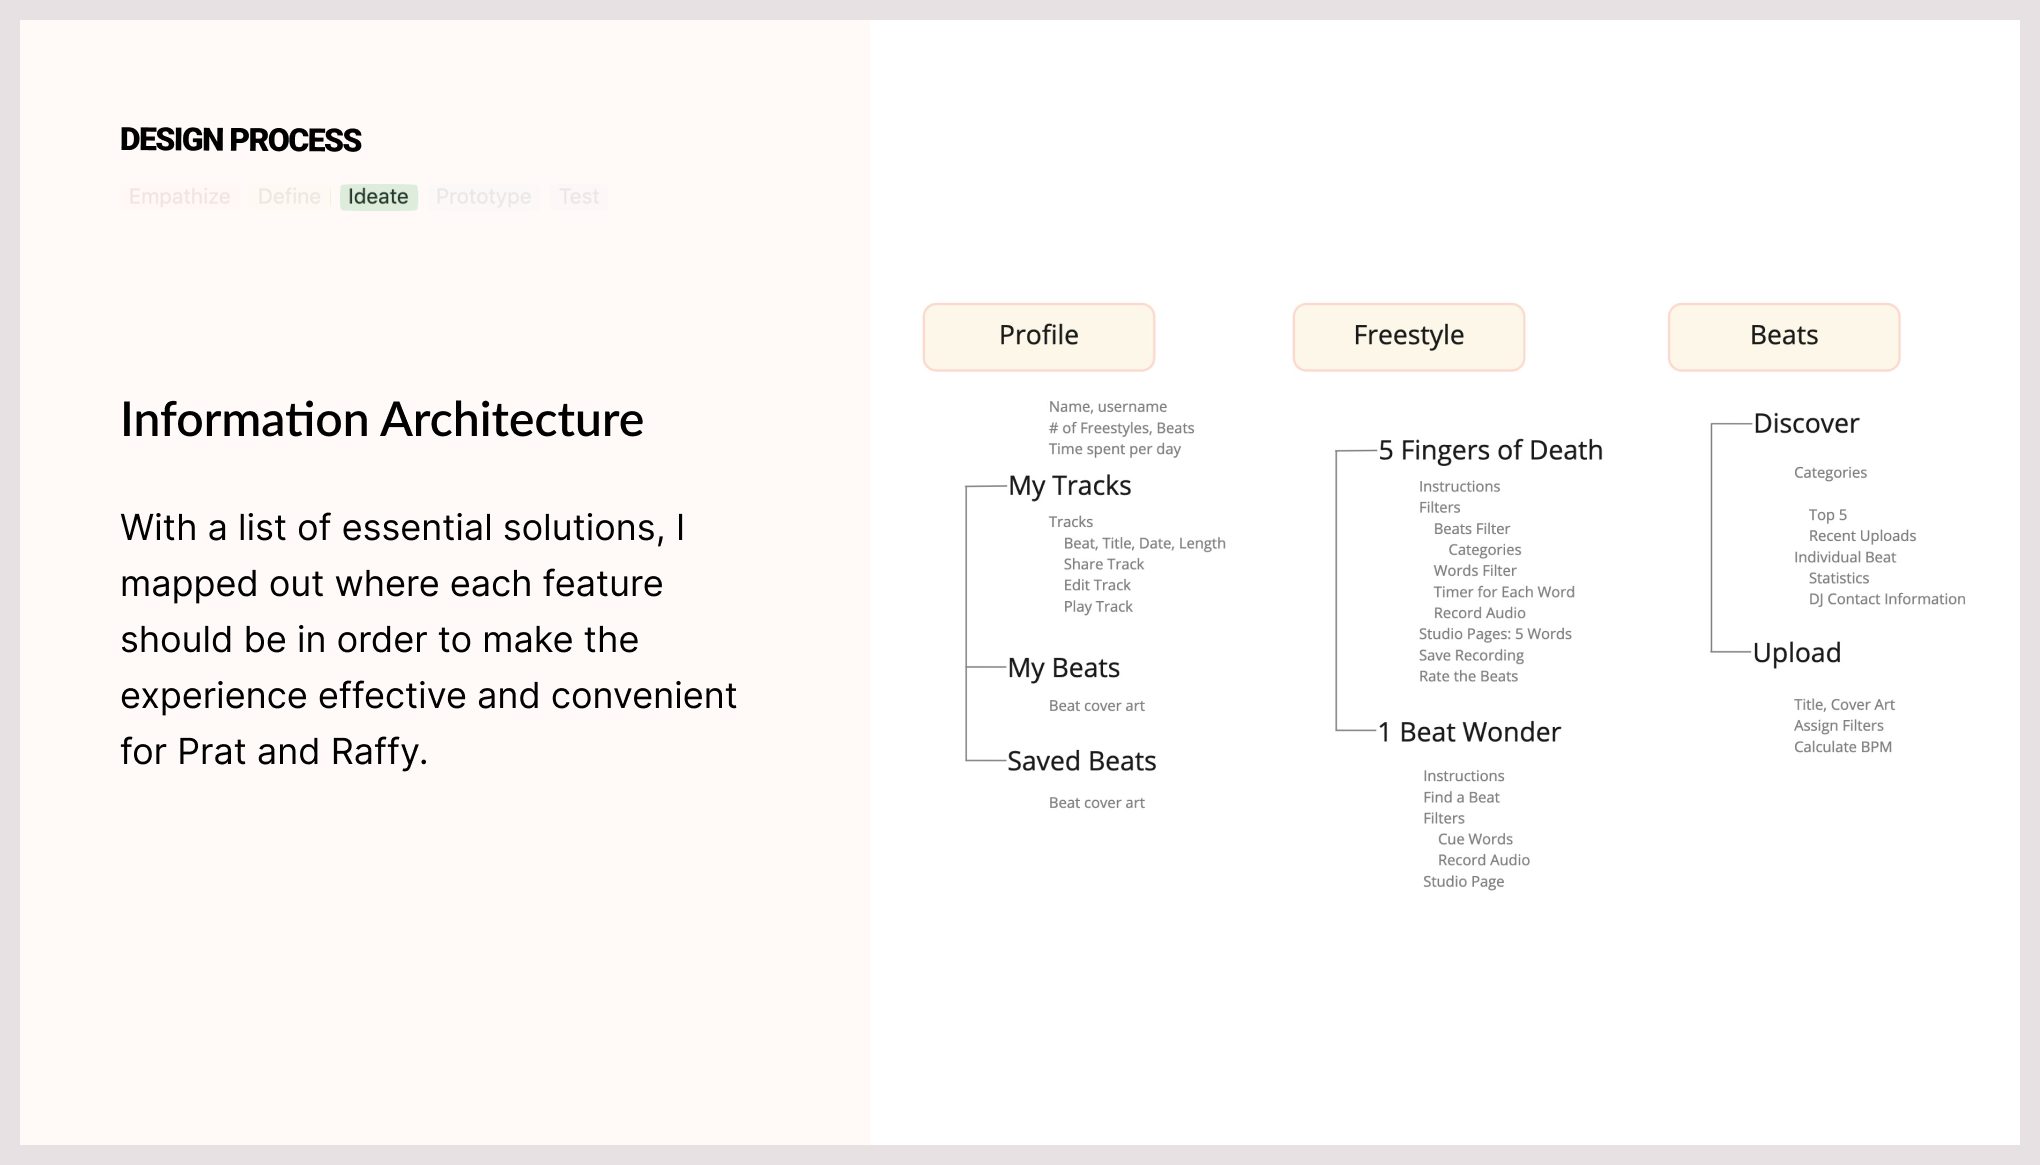 DESIGN PROCESS
Empathize Define Ideate Prototype Test
Information Architecture
With a list of essential solutions, I
mapped out where each feature
should be in order to make the
experience effective and convenient
for Prat and Raffy.
Profile
Name, username
# of Freestyles, Beats
Time spent per day
My Tracks
Tracks
Beat, Title, Date, Length
Share Track
Edit Track
Play Track
My Beats
Beat cover art
Saved Beats
Beat cover art
Freestyle
5 Fingers of Death
Instructions
Filters
Beats Filter
Categories
Words Filter
Timer for Each Word
Record Audio
Studio Pages: 5 Words
Save Recording
Rate the Beats
1 Beat Wonder
Instructions
Find a Beat
Filters
Cue Words
Record Audio
Studio Page
Beats
Discover
Categories
Top 5
Recent Uploads
Individual Beat
Statistics
DJ Contact Information
Upload
Title, Cover Art
Assign Filters
Calculate BPM